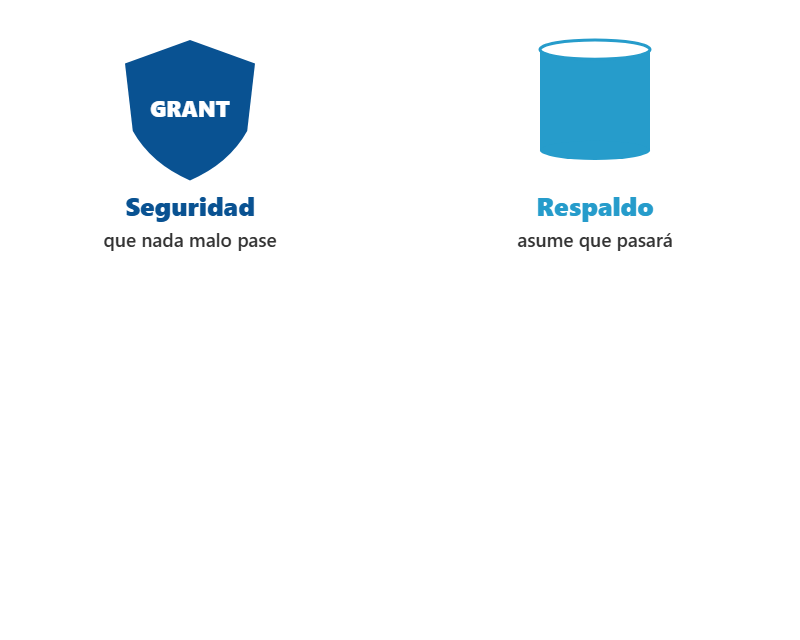 GRANT
Seguridad
que nada malo pase
Respaldo
asume que pasará